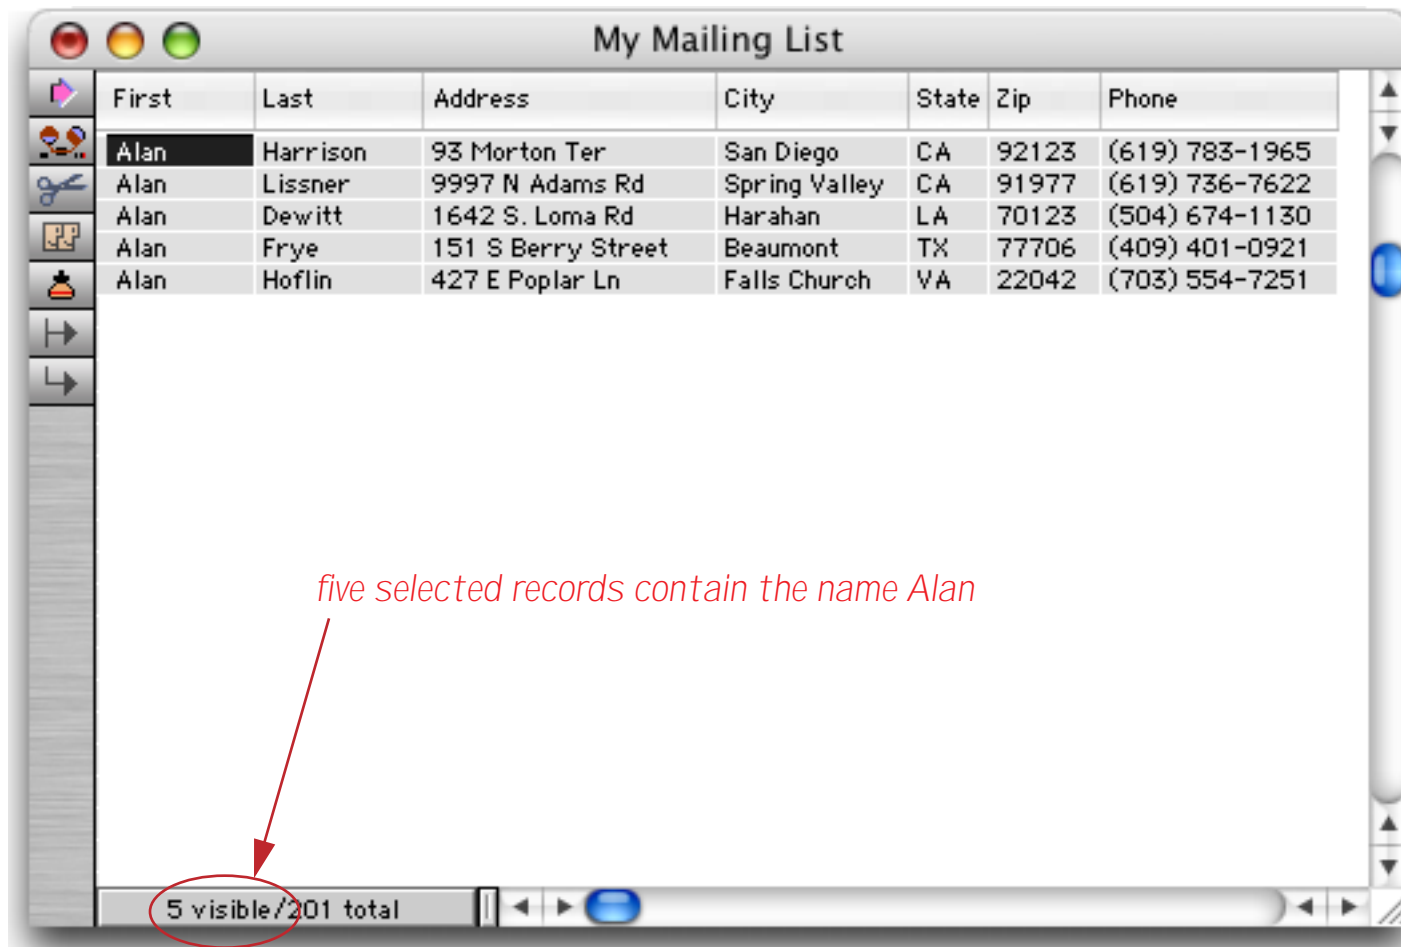 My Mailing List
First Last Address City State Zip Phone
Alan Harrison 93 Morton Ter San Diego CA 92123 (619) 783-1965
Alan Lissner 9997 N Adams Rd Spring Valley CA 91977 (619) 736-7622
Alan Dewitt 1642 S. Loma Rd Harahan LA 70123 (504) 674-1130
Alan Frye 151 S Berry Street Beaumont TX 77706 (409) 401-0921
Alan Hoflin 427 E Poplar Ln Falls Church VA 22042 (703) 554-7251
five selected records contain the name Alan
5 visible/201 total